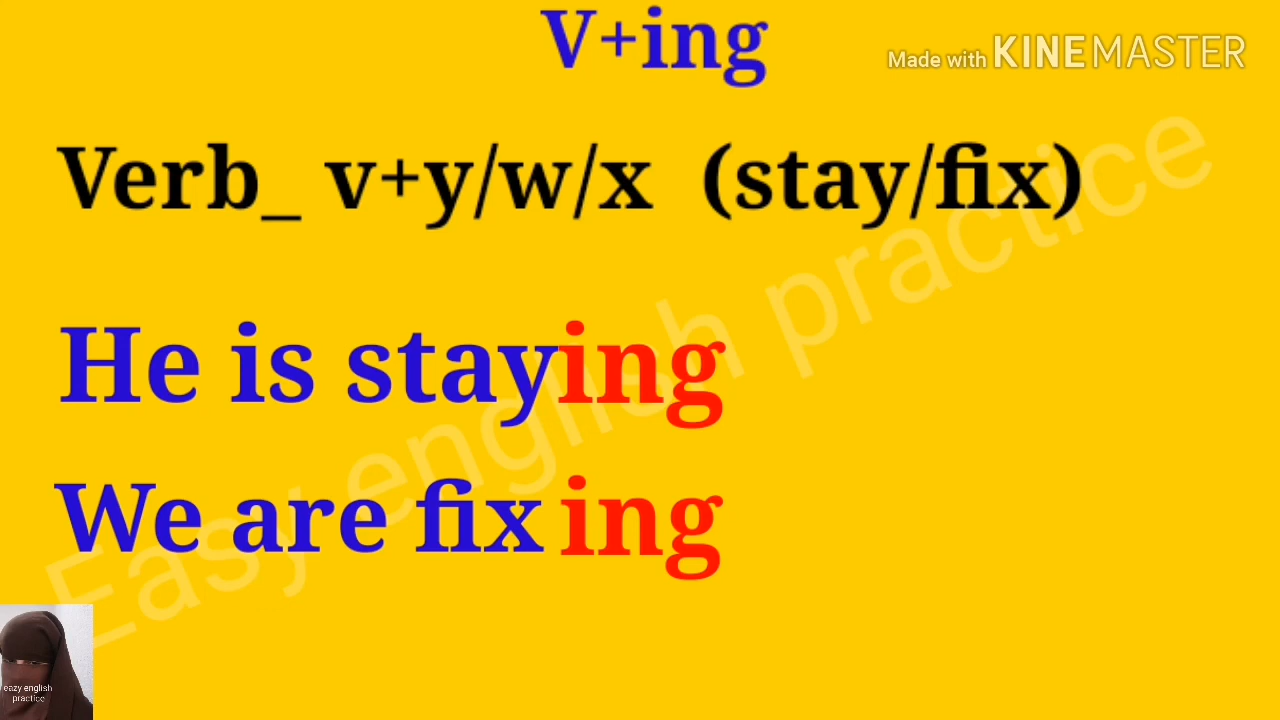 V+ing
Made with KINEMASTER
Verb_ v+y/w/x (stay/fix)
He is staying
We are fix ing
Easy english practice
eazy english
practice